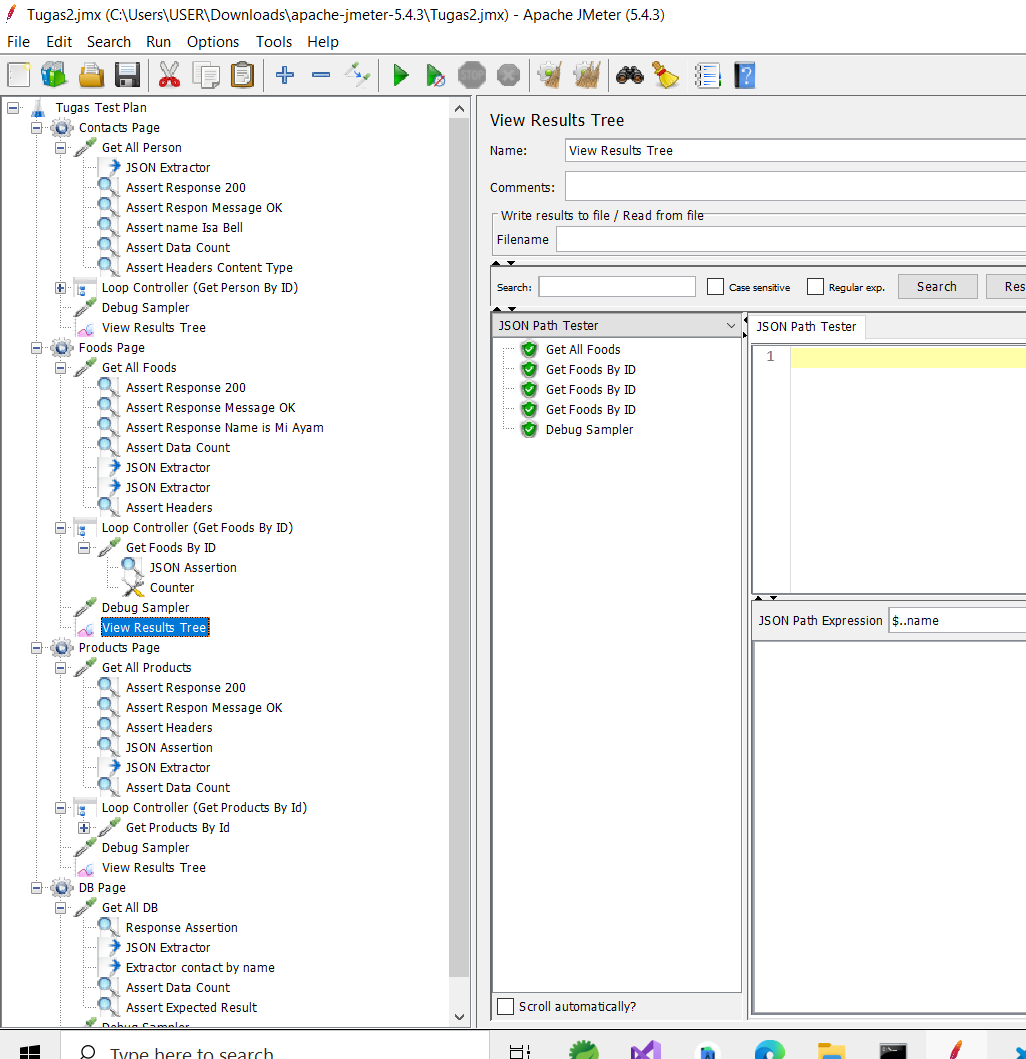 Tugas2.jmx (C:\Users\USER\Downloads\apache-jmeter-5.4.3\Tugas2.jmx) - Apache JMeter (5.4.3)
File Edit Search Run Options Tools Help
STOP
Tugas Test Plan
Contacts Page
Get All Person
JSON Extractor
Assert Response 200
Assert Respon Message OK
Assert name Isa Bell
Assert Data Count
Assert Headers Content Type
Loop Controller (Get Person By ID)
Debug Sampler
View Results Tree
Foods Page
Get All Foods
Assert Response 200
Assert Response Message OK
Assert Response Name is Mi Ayam
Assert Data Count
JSON Extractor
JSON Extractor
Assert Headers
Loop Controller (Get Foods By ID)
Get Foods By ID
JSON Assertion
Counter
Debug Sampler
View Results Tree
Products Page
Get All Products
Assert Response 200
Assert Respon Message OK
Assert Headers
JSON Assertion
JSON Extractor
Assert Data Count
Loop Controller (Get Products By Id)
Get Products By Id
Debug Sampler
View Results Tree
DB Page
Get All DB
Response Assertion
JSON Extractor
Extractor contact by name
Assert Data Count
Assert Expected Result
Debug Sampler
View Results Tree
Name: View Results Tree
Comments:
Write results to file / Read from file
Filename
Search: Case sensitive Regular exp. Search Res
JSON Path Tester
Get All Foods
Get Foods By ID
Get Foods By ID
Get Foods By ID
Debug Sampler
Scroll automatically?
JSON Path Tester
1
JSON Path Expression $..name
Type here to search